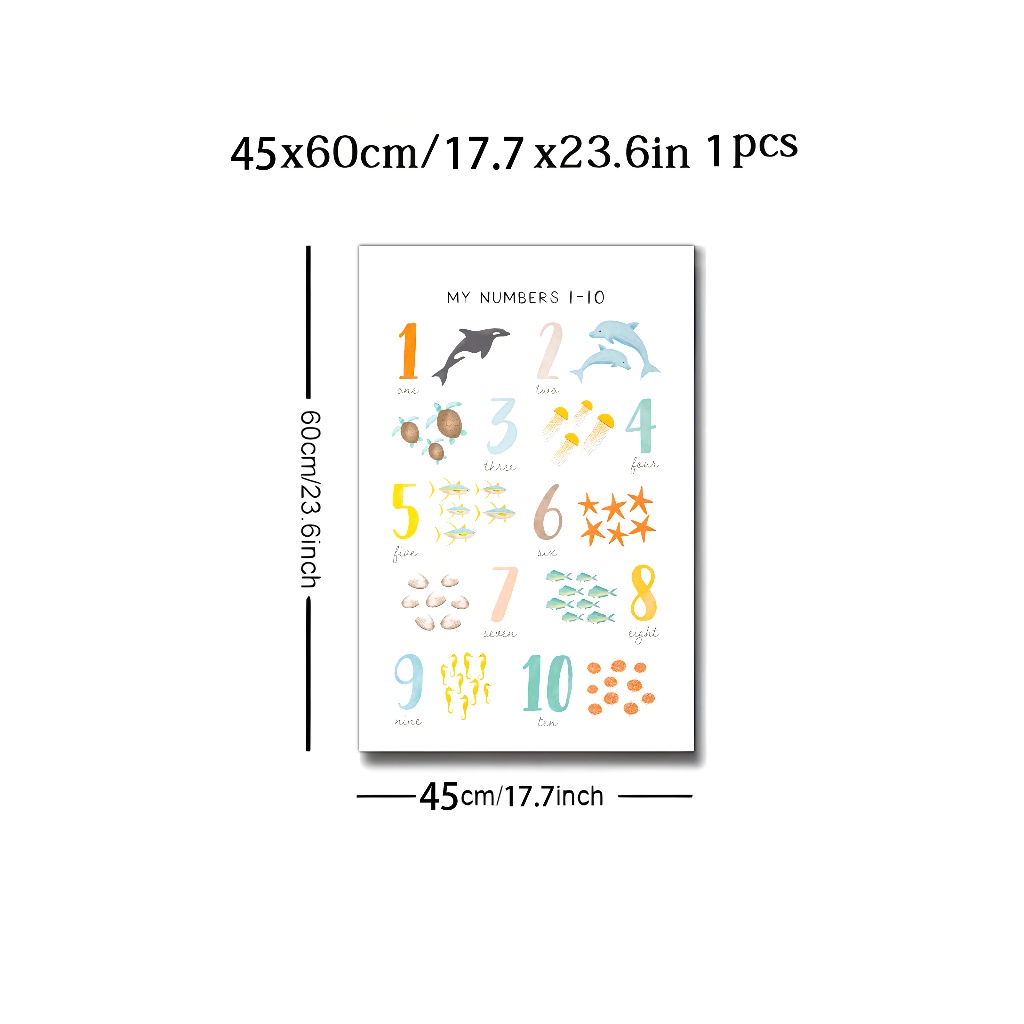 45x60cm/17.7 x23.6in 1pcs
MY NUMBERS 1-10
1 2
one two
3 4
three four
5 6
five six
7 8
seven eight
9 10
nine ten
60cm/23.6inch
45cm/17.7inch